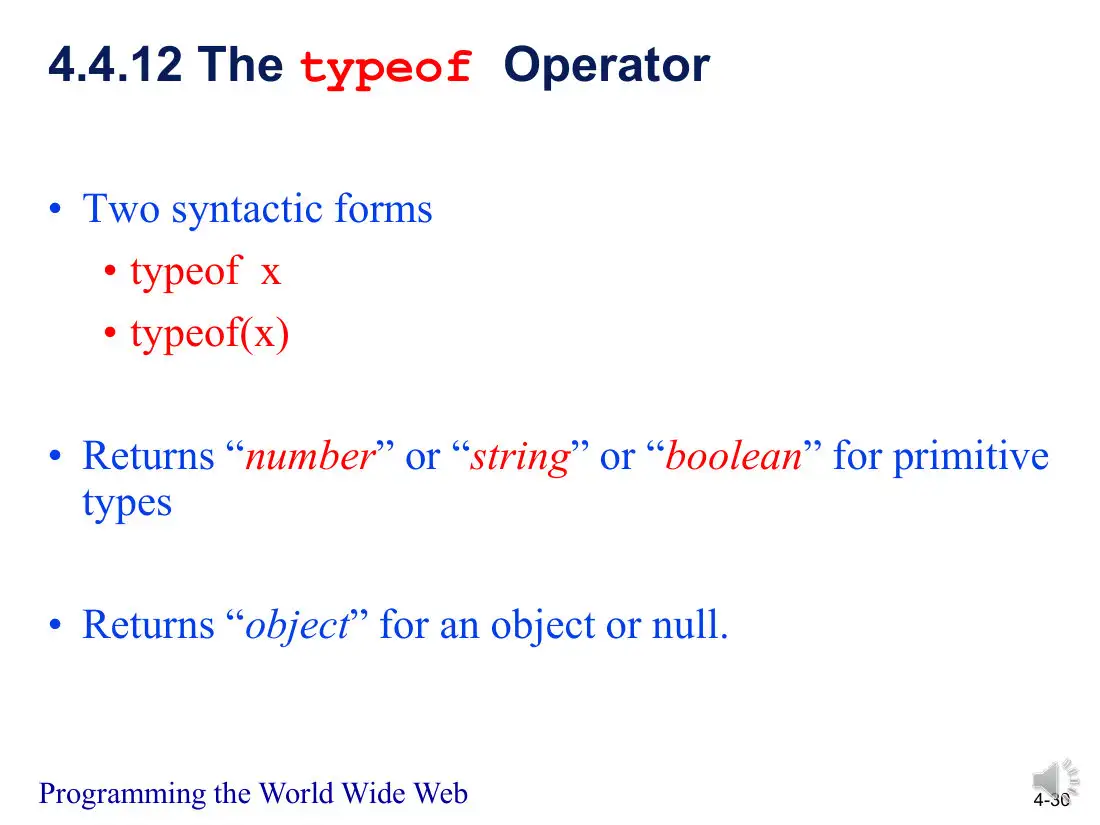 4.4.12 The typeof Operator
• Two syntactic forms
• typeof x
• typeof(x)
• Returns “number” or “string” or “boolean” for primitive
types
• Returns “object” for an object or null.
Programming the World Wide Web
4-30